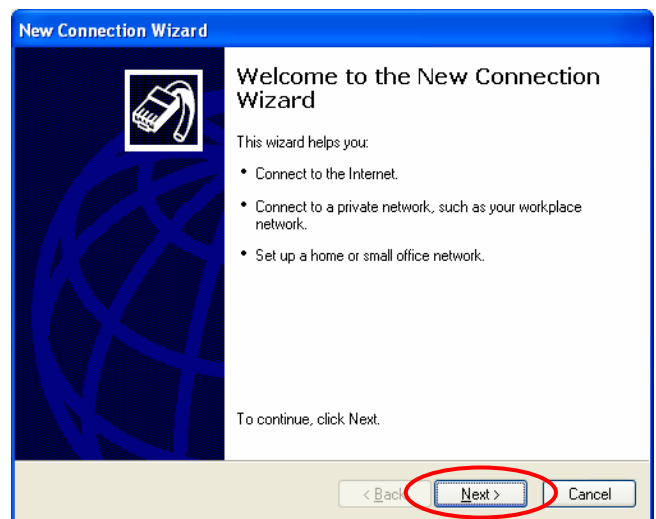 New Connection Wizard
Welcome to the New Connection
Wizard
This wizard helps you:
• Connect to the Internet.
• Connect to a private network, such as your workplace
network.
• Set up a home or small office network.
To continue, click Next.
< Back Next > Cancel